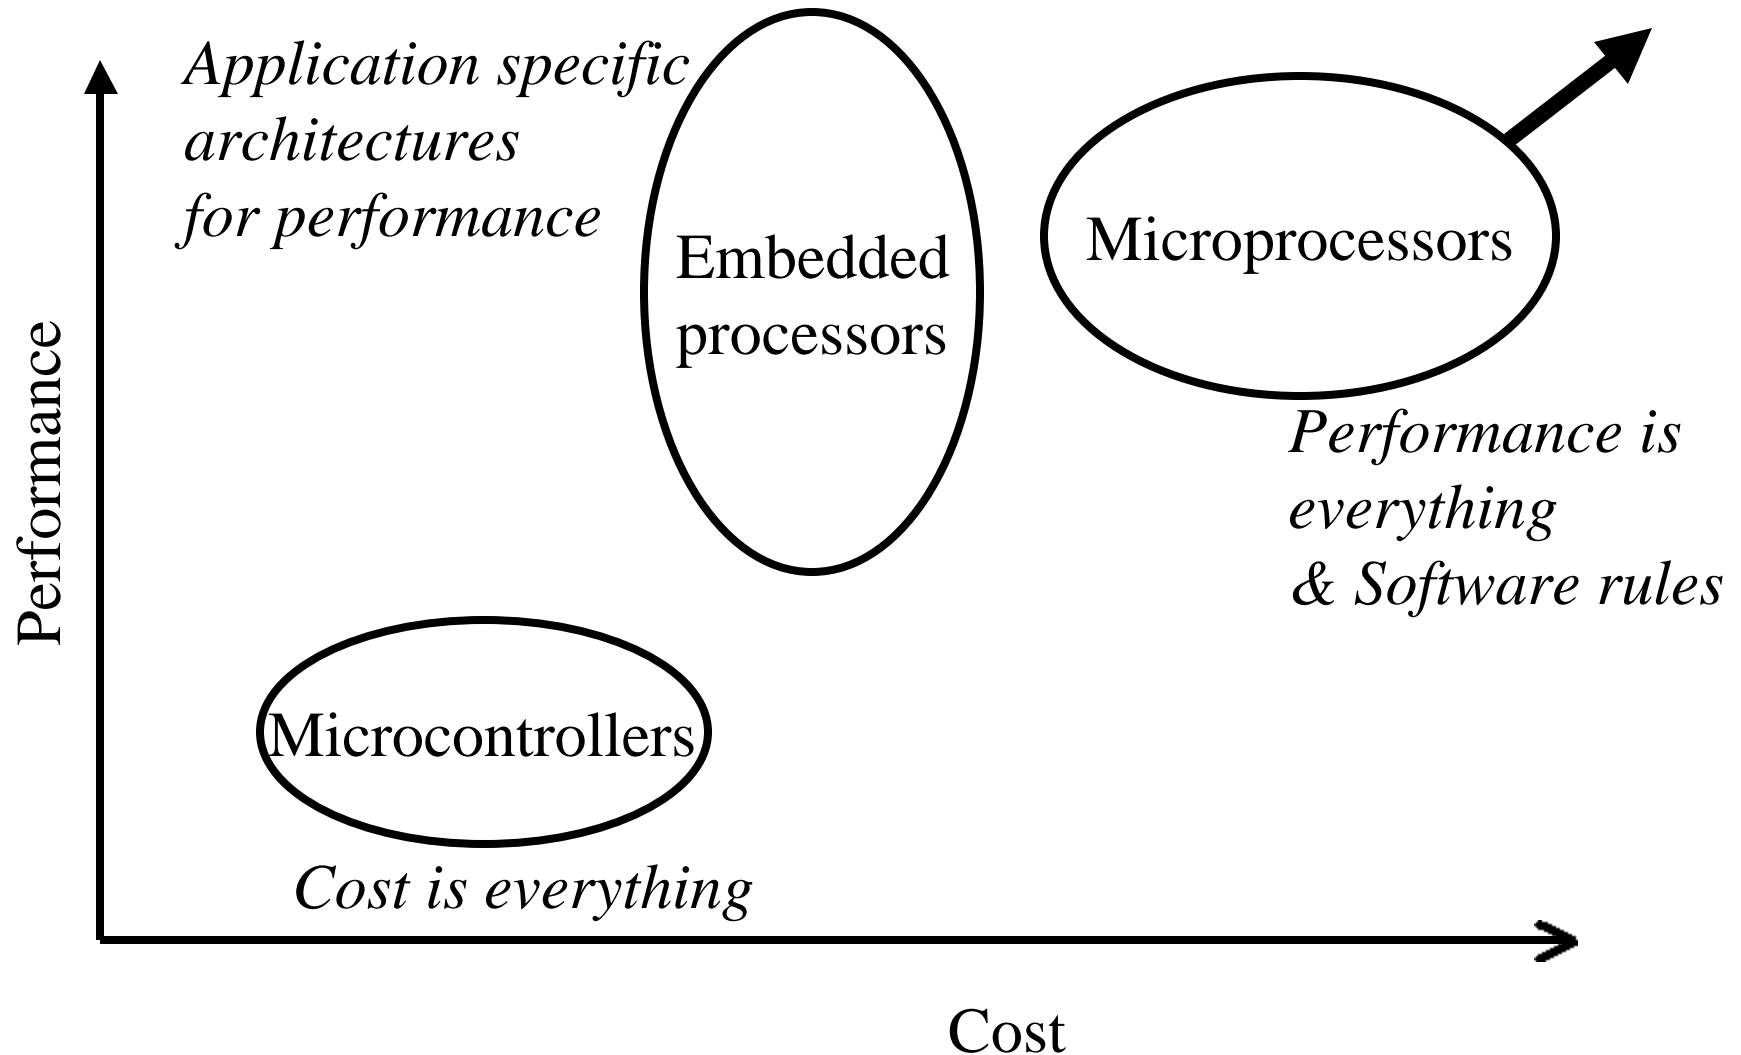 Application specific
architectures
for performance
Embedded
processors
Microprocessors
Performance is
everything
& Software rules
Performance
Microcontrollers
Cost is everything
Cost